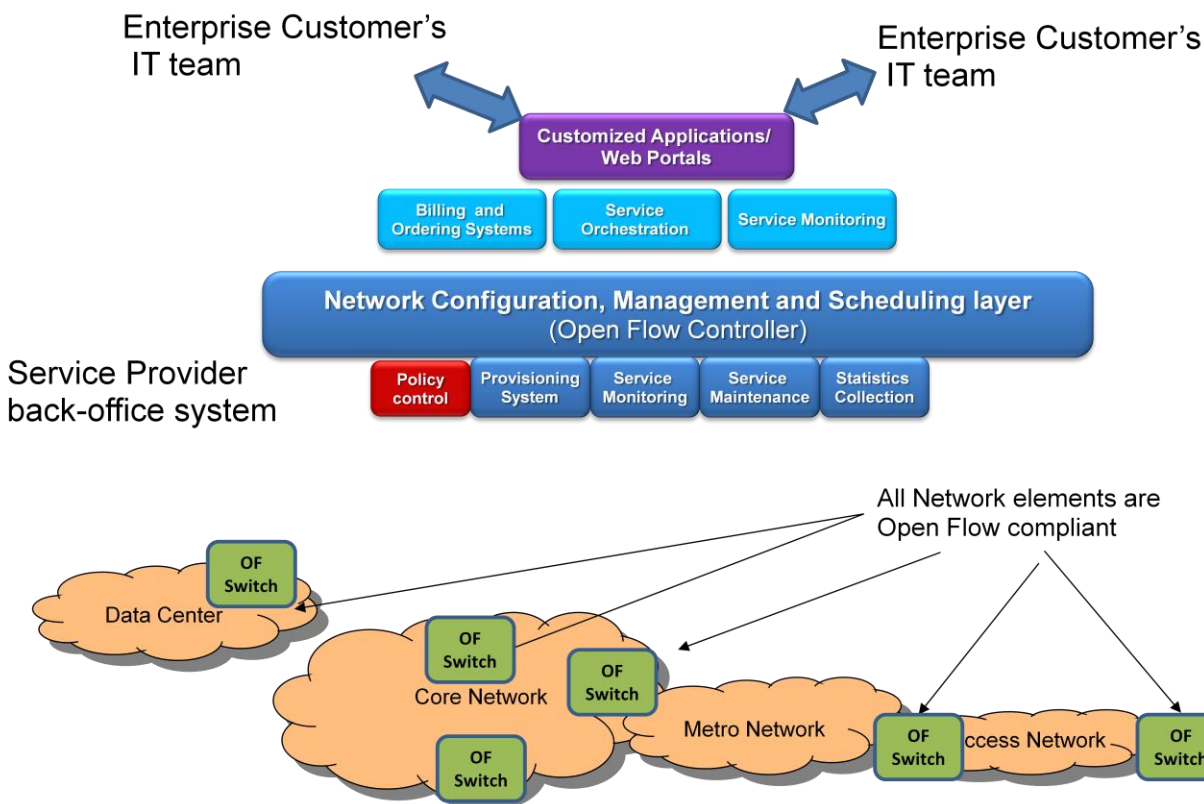 Enterprise Customer's
IT team
Enterprise Customer's
IT team
Customized Applications/
Web Portals
Billing and
Ordering Systems
Service
Orchestration
Service Monitoring
Network Configuration, Management and Scheduling layer
(Open Flow Controller)
Service Provider
back-office system
Policy
control
Provisioning
System
Service
Monitoring
Service
Maintenance
Statistics
Collection
All Network elements are
Open Flow compliant
OF
Switch
Data Center
OF
Switch
Core Network
OF
Switch
OF
Switch
Metro Network
OF
Switch
ccess Network
OF
Switch